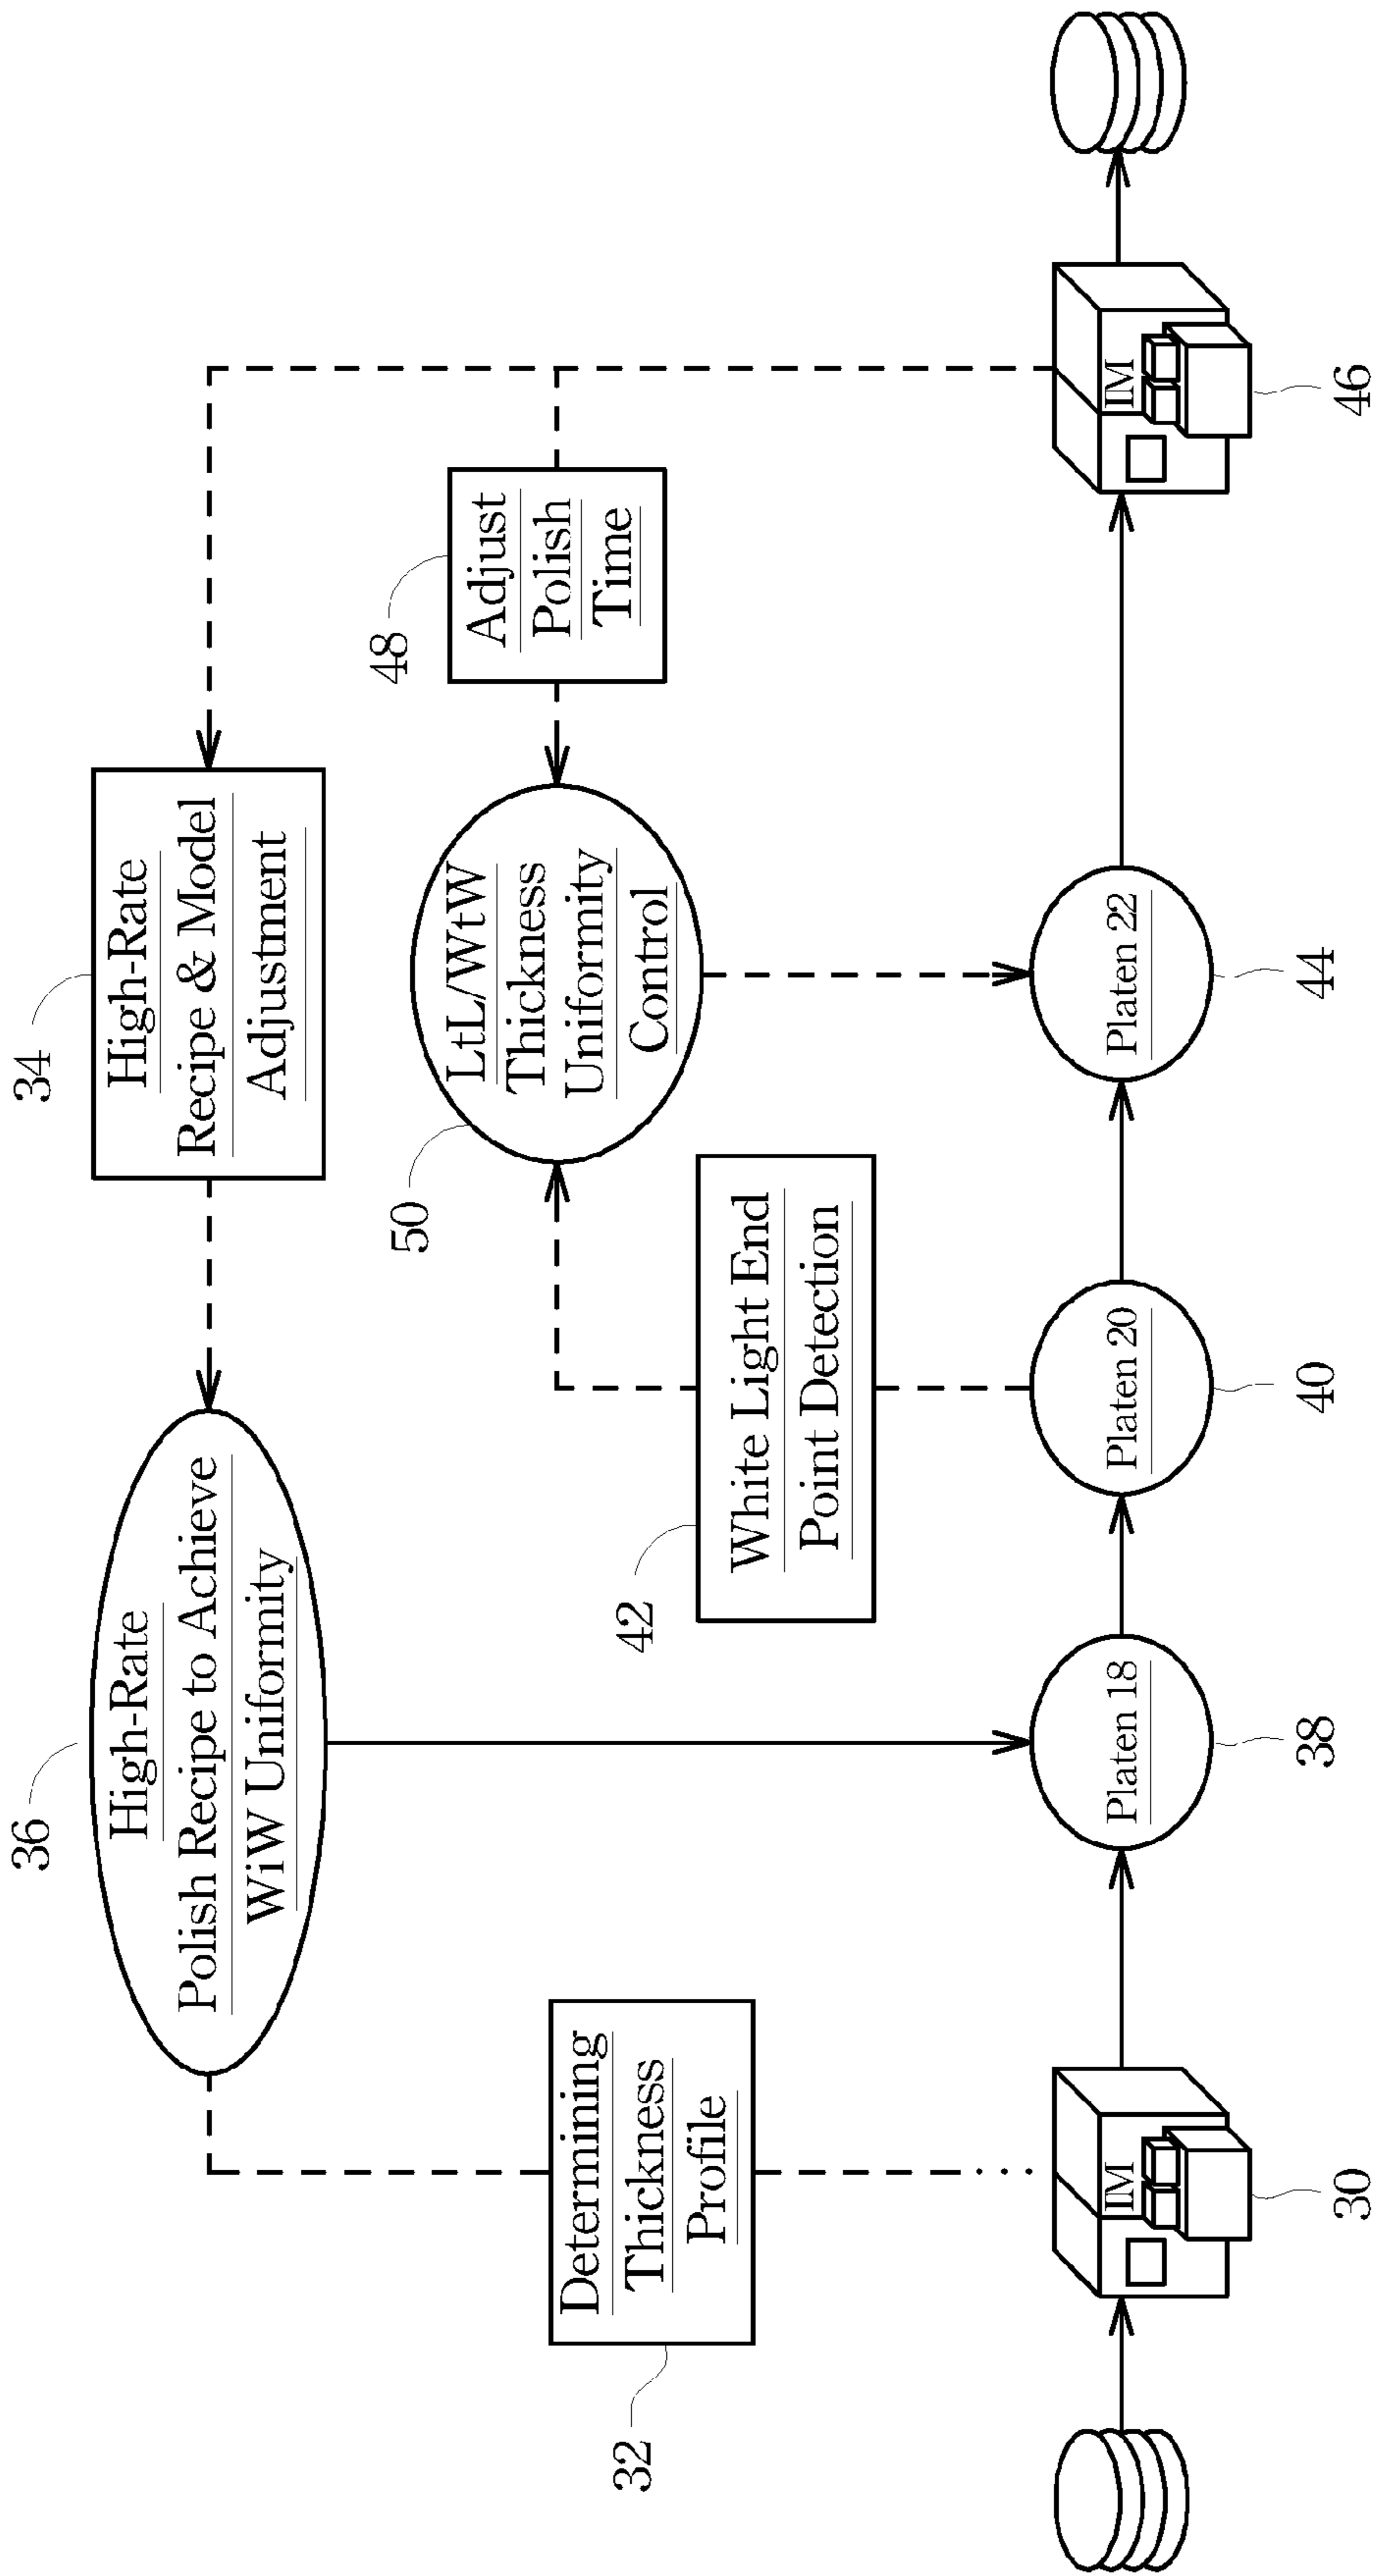 36
High-Rate
Polish Recipe to Achieve
WiW Uniformity
34
High-Rate
Recipe & Model
Adjustment
32
Determining
Thickness
Profile
42
White Light End
Point Detection
50
LtL/WtW
Thickness
Uniformity
Control
48
Adjust
Polish
Time
IM
30
Platen 18
38
Platen 20
40
Platen 22
44
IM
46